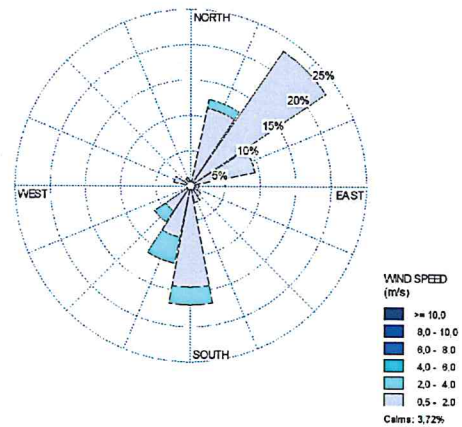 NORTH
25%
20%
15%
10%
5%
WEST
EAST
SOUTH
WIND SPEED
(m/s)
>= 10,0
8,0 - 10,0
6,0 - 8,0
4,0 - 6,0
2,0 - 4,0
0,5 - 2,0
Calms: 3,72%